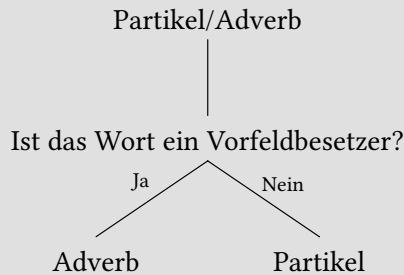 Partikel/Adverb
Ist das Wort ein Vorfeldbesetzer?
Ja
Nein
Adverb
Partikel